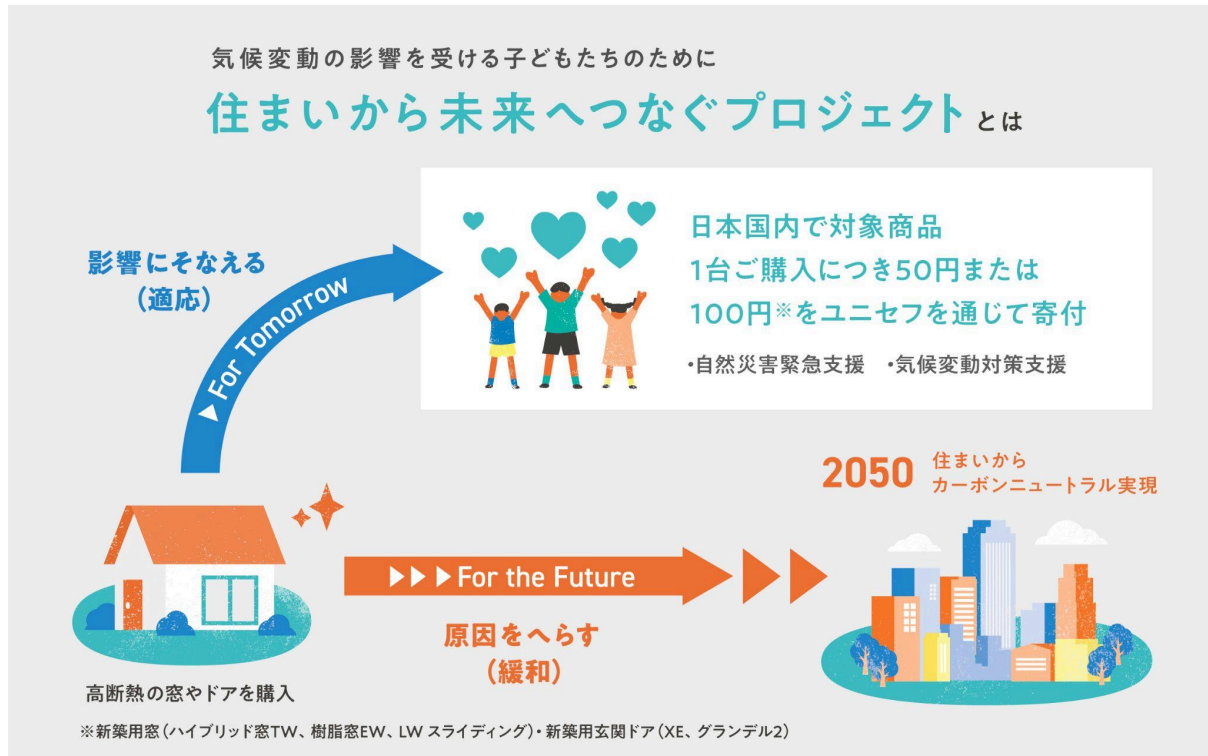 気候変動の影響を受ける子どもたちのために
住まいから未来へつなぐプロジェクトとは
影響にそなえる
(適応)
▶For Tomorrow
日本国内で対象商品
1台ご購入につき50円または
100円※をユニセフを通じて寄付
・自然災害緊急支援 ・気候変動対策支援
2050 住まいから
カーボンニュートラル実現
▶▶▶For the Future
原因をへらす
(緩和)
高断熱の窓やドアを購入
※新築用窓(ハイブリッド窓TW、樹脂窓EW、LW スライディング)・新築用玄関ドア(XE、グランデル2)